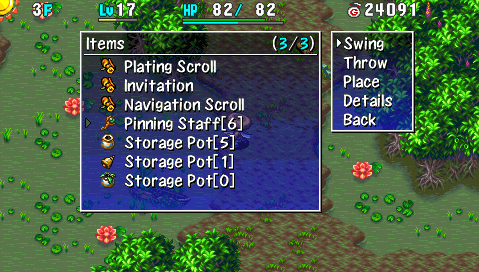 3F Lv17 HP 82/ 82 G 24091
Items (3/3)
Plating Scroll
Invitation
Navigation Scroll
Pinning Staff[6]
Storage Pot[5]
Storage Pot[1]
Storage Pot[0]
Swing
Throw
Place
Details
Back